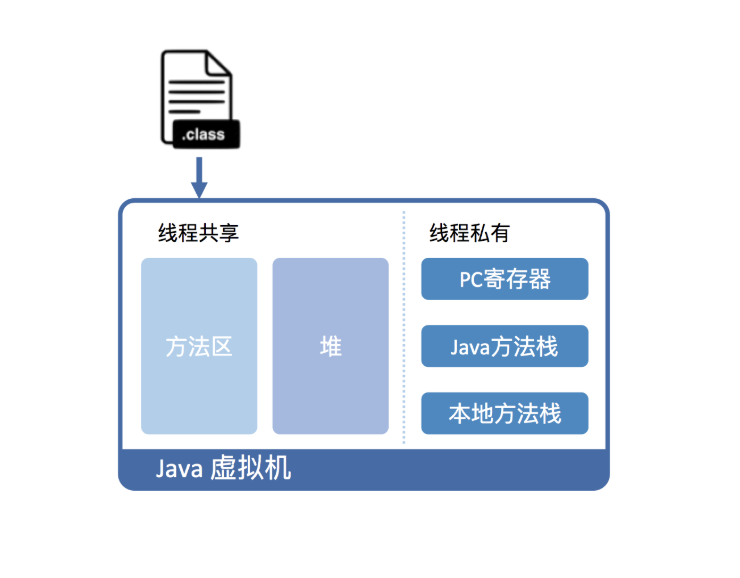 .class
线程共享
线程私有
方法区
堆
PC寄存器
Java方法栈
本地方法栈
Java 虚拟机